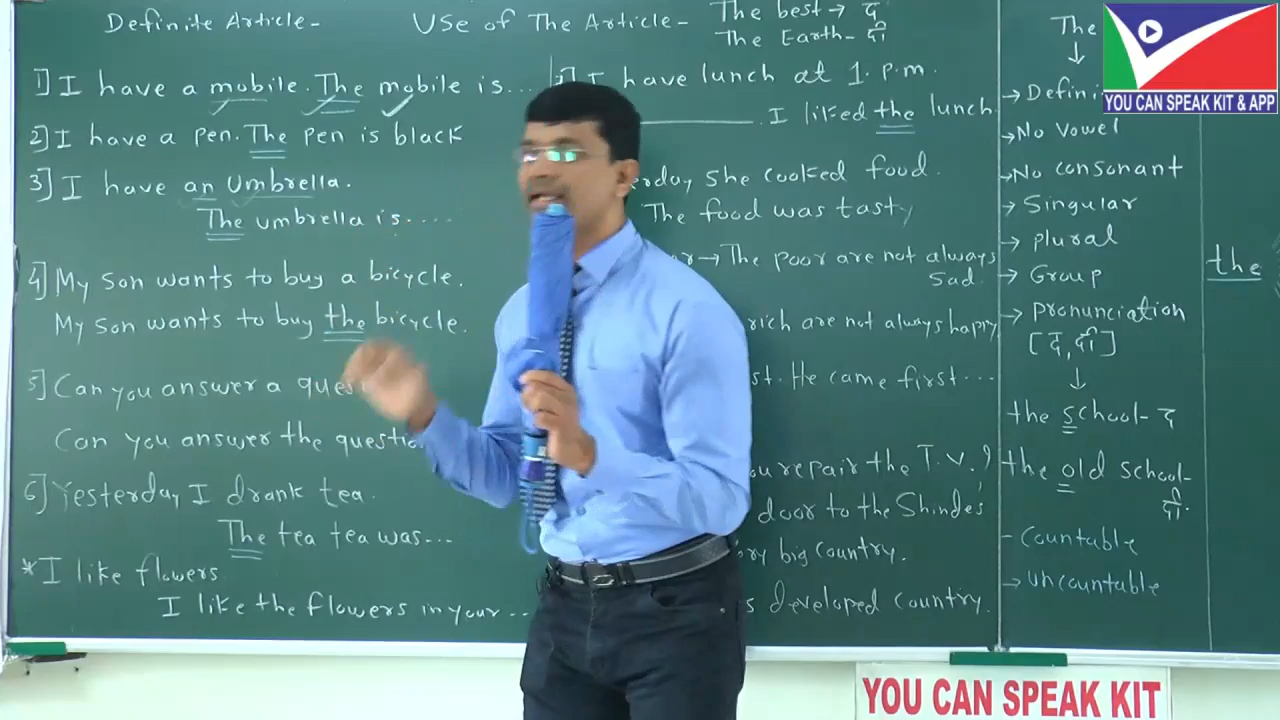 Definite Article -
Use of The Article -
The best → द
The Earth - दी
1] I have a mobile. The mobile is....
2] I have a pen. The pen is black
3] I have an Umbrella.
The umbrella is.....
4] My son wants to buy a bicycle.
My son wants to buy the bicycle.
5] Can you answer a
Can you answer the
6] Yesterday I drank tea.
The tea tea was...
*I like flowers.
I like the flowers in your ...
I have lunch at 1. p.m.
I liked the lunch
she cooked food.
The food was tasty
→ The poor are not always
sad.
rich are not always happy
He came first...
repair the T.V.?
door to the Shindes
big country.
developed country.
The
↓
→ No vowel
→ No consonant
→ Singular
→ plural
→ Group
→ pronunciation
[द, दी]
↓
the school - द
the old school -
दी.
- countable
→ uncountable
the
YOU CAN SPEAK KIT & APP
YOU CAN SPEAK KIT